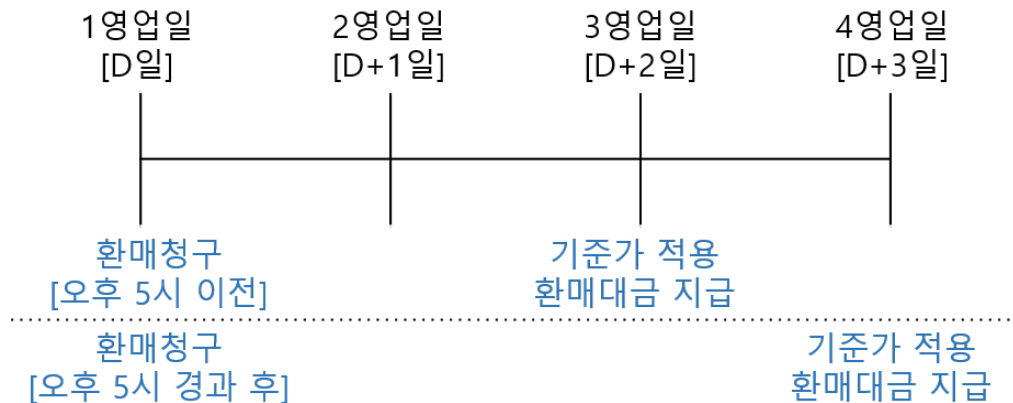 1영업일 2영업일 3영업일 4영업일
[D일] [D+1일] [D+2일] [D+3일]
환매청구 기준가 적용
[오후 5시 이전] 환매대금 지급
환매청구 기준가 적용
[오후 5시 경과 후] 환매대금 지급